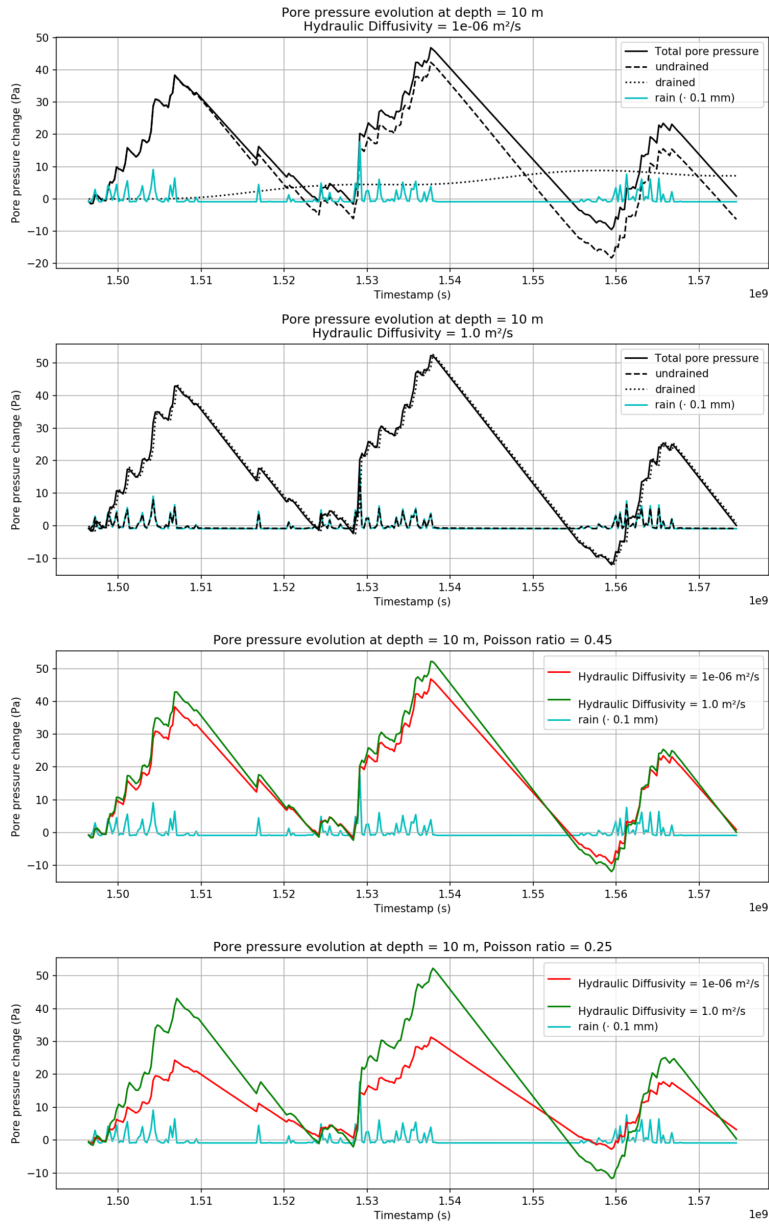 Pore pressure evolution at depth = 10 m
Hydraulic Diffusivity = 1e-06 m²/s
Pore pressure change (Pa)
50
40
30
20
10
0
−10
−20
Total pore pressure
undrained
drained
rain (· 0.1 mm)
1.50 1.51 1.52 1.53 1.54 1.55 1.56 1.57
Timestamp (s)
1e9
Pore pressure evolution at depth = 10 m
Hydraulic Diffusivity = 1.0 m²/s
Pore pressure change (Pa)
50
40
30
20
10
0
−10
Total pore pressure
undrained
drained
rain (· 0.1 mm)
1.50 1.51 1.52 1.53 1.54 1.55 1.56 1.57
Timestamp (s)
1e9
Pore pressure evolution at depth = 10 m, Poisson ratio = 0.45
Pore pressure change (Pa)
50
40
30
20
10
0
−10
Hydraulic Diffusivity = 1e-06 m²/s
Hydraulic Diffusivity = 1.0 m²/s
rain (· 0.1 mm)
1.50 1.51 1.52 1.53 1.54 1.55 1.56 1.57
Timestamp (s)
1e9
Pore pressure evolution at depth = 10 m, Poisson ratio = 0.25
Pore pressure change (Pa)
50
40
30
20
10
0
−10
Hydraulic Diffusivity = 1e-06 m²/s
Hydraulic Diffusivity = 1.0 m²/s
rain (· 0.1 mm)
1.50 1.51 1.52 1.53 1.54 1.55 1.56 1.57
Timestamp (s)
1e9